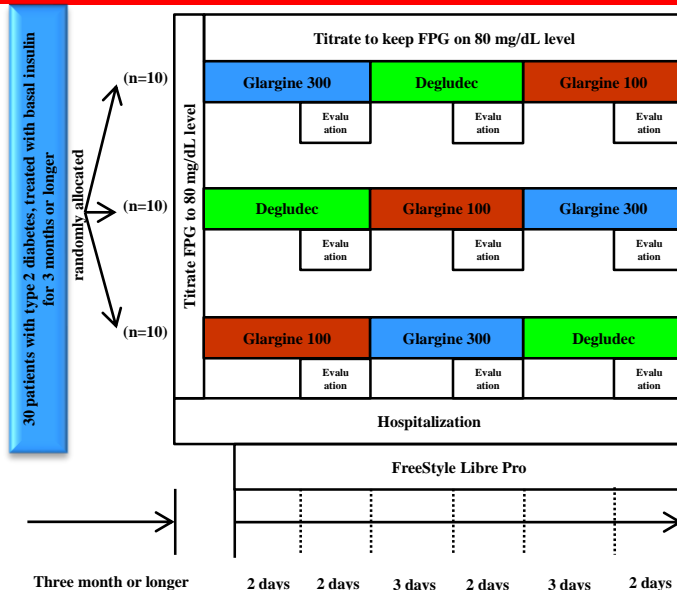 30 patients with type 2 diabetes, treated with basal insulin
for 3 months or longer
randomly allocated
Titrate FPG to 80 mg/dL level
Titrate to keep FPG on 80 mg/dL level
(n=10)
Glargine 300
Degludec
Glargine 100
Evalu
ation
Evalu
ation
Evalu
ation
(n=10)
Degludec
Glargine 100
Glargine 300
Evalu
ation
Evalu
ation
Evalu
ation
(n=10)
Glargine 100
Glargine 300
Degludec
Evalu
ation
Evalu
ation
Evalu
ation
Hospitalization
FreeStyle Libre Pro
Three month or longer
2 days
2 days
3 days
2 days
3 days
2 days